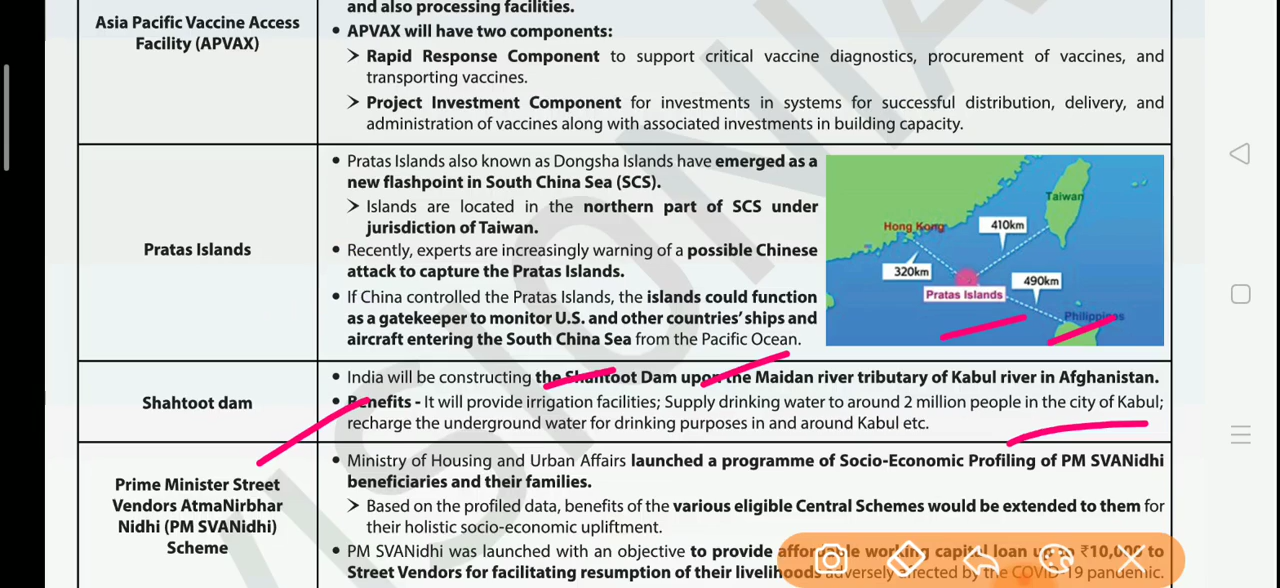 and also processing facilities.
Asia Pacific Vaccine Access
Facility (APVAX)
• APVAX will have two components:
➢ Rapid Response Component to support critical vaccine diagnostics, procurement of vaccines, and
transporting vaccines.
➢ Project Investment Component for investments in systems for successful distribution, delivery, and
administration of vaccines along with associated investments in building capacity.
Pratas Islands
• Pratas Islands also known as Dongsha Islands have emerged as a
new flashpoint in South China Sea (SCS).
➢ Islands are located in the northern part of SCS under
jurisdiction of Taiwan.
• Recently, experts are increasingly warning of a possible Chinese
attack to capture the Pratas Islands.
• If China controlled the Pratas Islands, the islands could function
as a gatekeeper to monitor U.S. and other countries' ships and
aircraft entering the South China Sea from the Pacific Ocean.
Taiwan
Hong Kong
410km
320km
490km
Pratas Islands
Philippines
Shahtoot dam
• India will be constructing the Shahtoot Dam upon the Maidan river tributary of Kabul river in Afghanistan.
• Benefits - It will provide irrigation facilities; Supply drinking water to around 2 million people in the city of Kabul;
recharge the underground water for drinking purposes in and around Kabul etc.
Prime Minister Street
Vendors AtmaNirbhar
Nidhi (PM SVANidhi)
Scheme
• Ministry of Housing and Urban Affairs launched a programme of Socio-Economic Profiling of PM SVANidhi
beneficiaries and their families.
➢ Based on the profiled data, benefits of the various eligible Central Schemes would be extended to them for
their holistic socio-economic upliftment.
• PM SVANidhi was launched with an objective to provide affordable working capital loan up to ₹10,000 to
Street Vendors for facilitating resumption of their livelihoods adversely affected by the COVID-19 pandemic.
VISIONIA